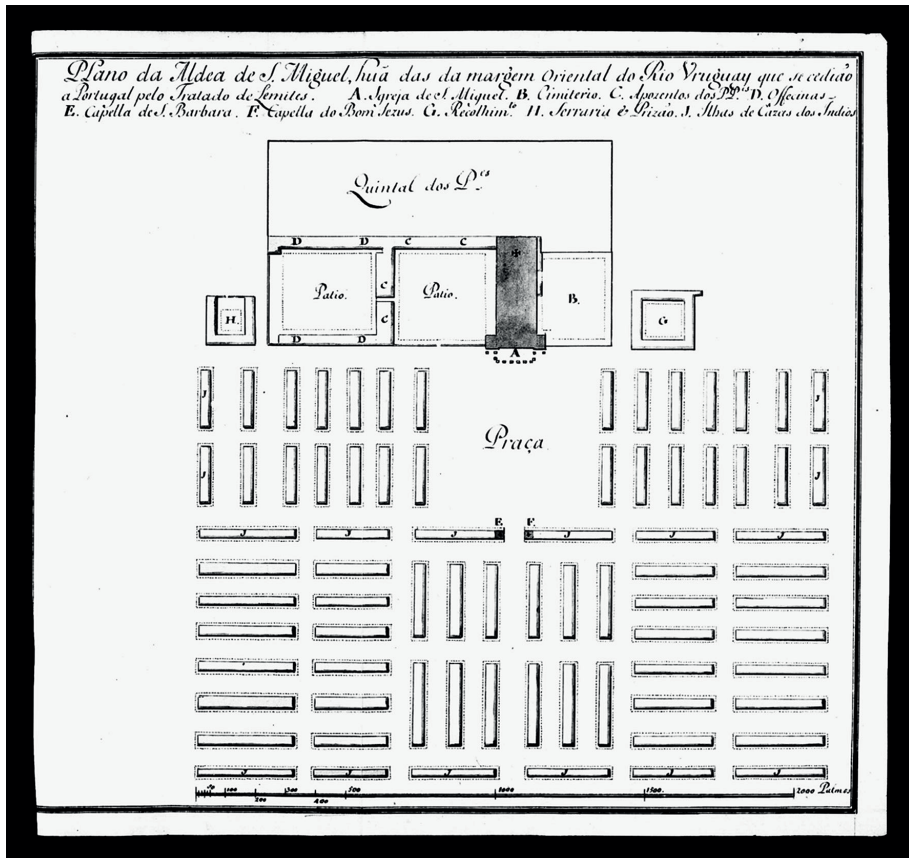 Plano da Aldea de S. Miguel, huã das da margem Oriental do Rio Vruguay que se cedião
a Portugal pelo Tratado de Lemites. A. Igreja de S. Miguel. B. Cimiterio. C. Apozentos dos PP.es D. Officinas
E. Capella de S. Barbara. F. Capella do Bom Jezus. G. Recolhim.to H. Ferraria & Prizão. J. Ilhas de Cazas dos Indios
Quintal dos P.es
D D C C
Patio. C Patio. B.
H. C G
D D
A
J J
Praça
J J
E F
J J J J J J
J J J J J J
50 100 200 300 400 500 1000 1500 2000 Palmos